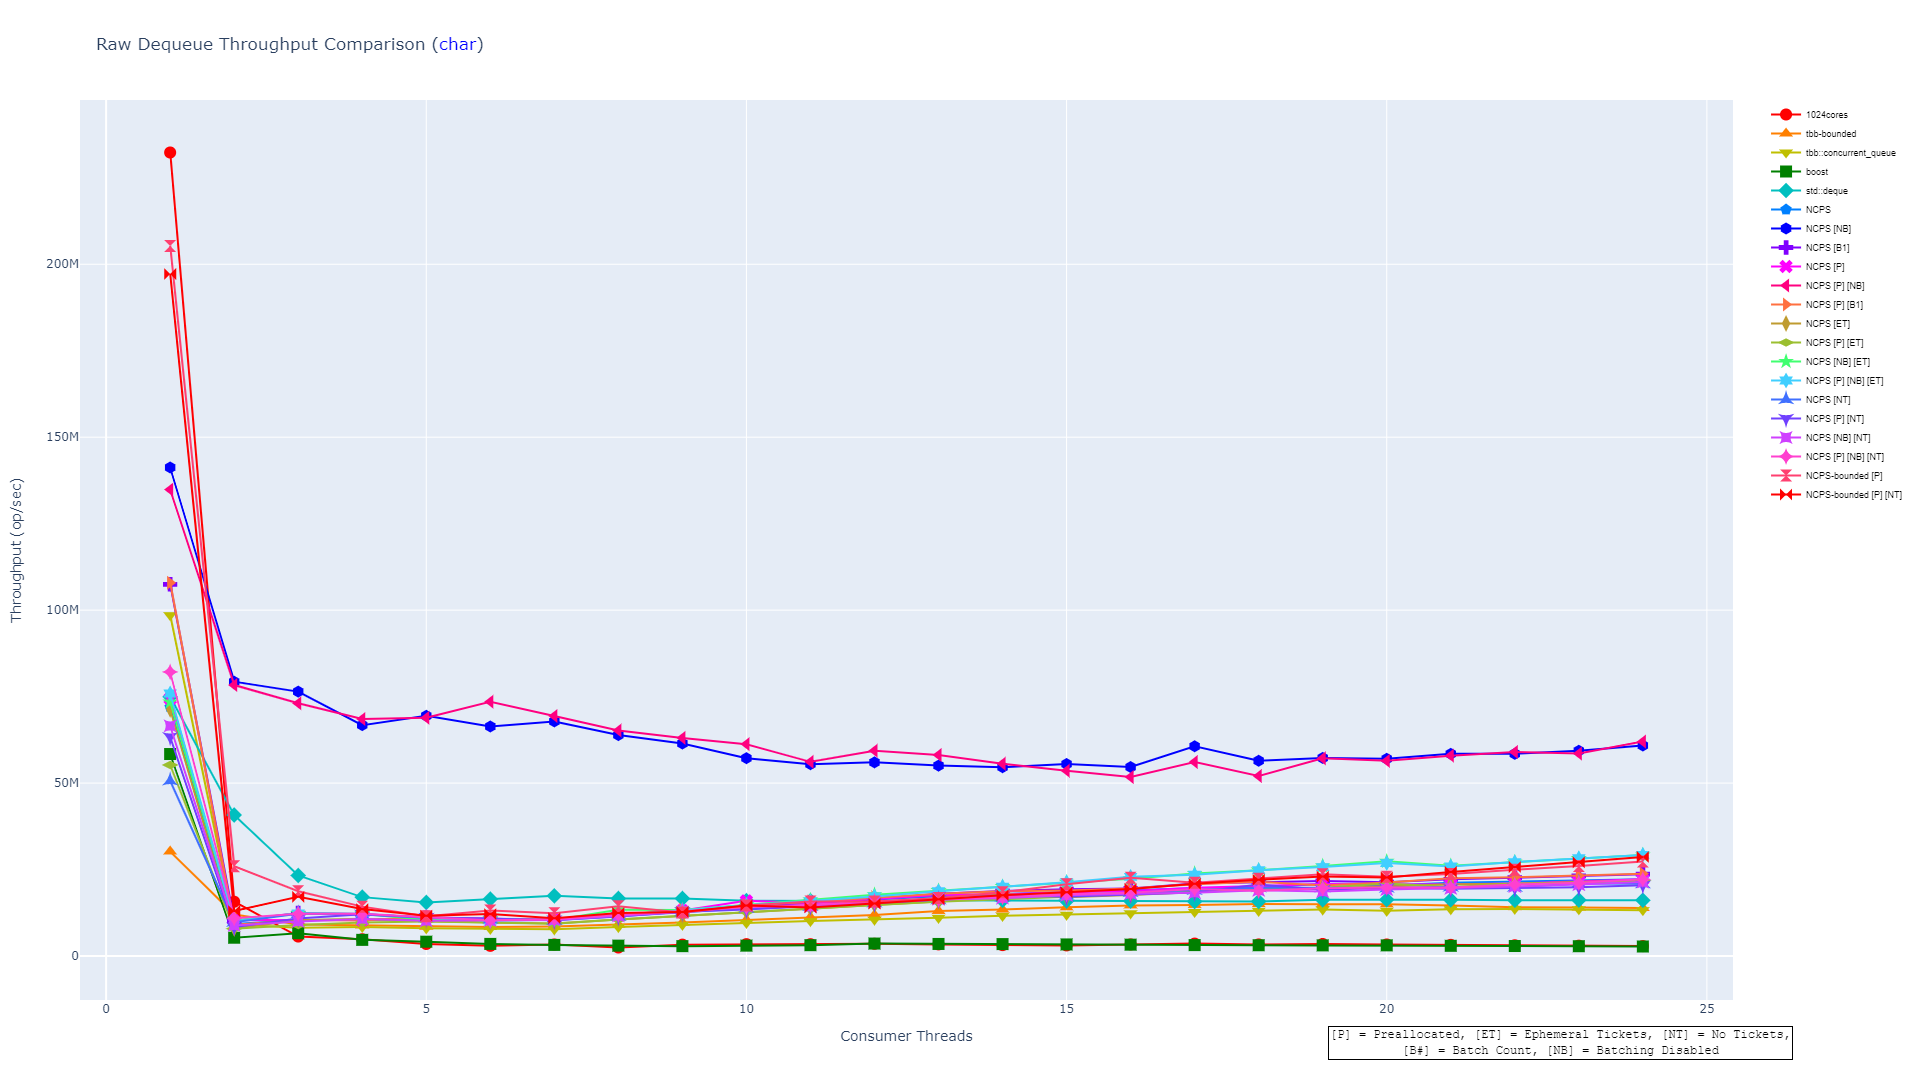 Raw Dequeue Throughput Comparison (char)
Throughput (op/sec)
200M
150M
100M
50M
0
0
5
10
15
20
25
Consumer Threads
1024cores
tbb-bounded
tbb::concurrent_queue
boost
std::deque
NCPS
NCPS [NB]
NCPS [B1]
NCPS [P]
NCPS [P] [NB]
NCPS [P] [B1]
NCPS [ET]
NCPS [P] [ET]
NCPS [NB] [ET]
NCPS [P] [NB] [ET]
NCPS [NT]
NCPS [P] [NT]
NCPS [NB] [NT]
NCPS [P] [NB] [NT]
NCPS-bounded [P]
NCPS-bounded [P] [NT]
[P] = Preallocated, [ET] = Ephemeral Tickets, [NT] = No Tickets,
[B#] = Batch Count, [NB] = Batching Disabled